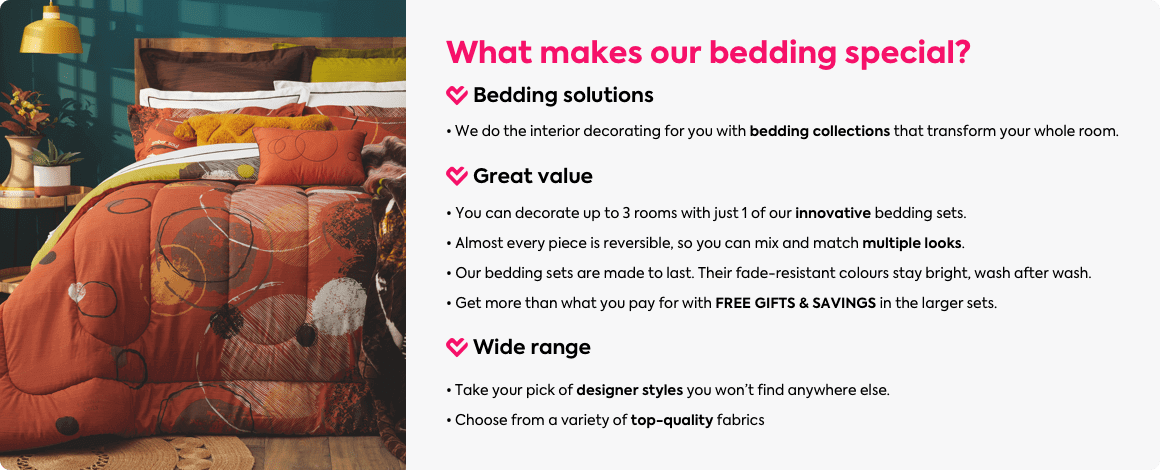 What makes our bedding special?
Bedding solutions
• We do the interior decorating for you with bedding collections that transform your whole room.
Great value
• You can decorate up to 3 rooms with just 1 of our innovative bedding sets.
• Almost every piece is reversible, so you can mix and match multiple looks.
• Our bedding sets are made to last. Their fade-resistant colours stay bright, wash after wash.
• Get more than what you pay for with FREE GIFTS & SAVINGS in the larger sets.
Wide range
• Take your pick of designer styles you won't find anywhere else.
• Choose from a variety of top-quality fabrics